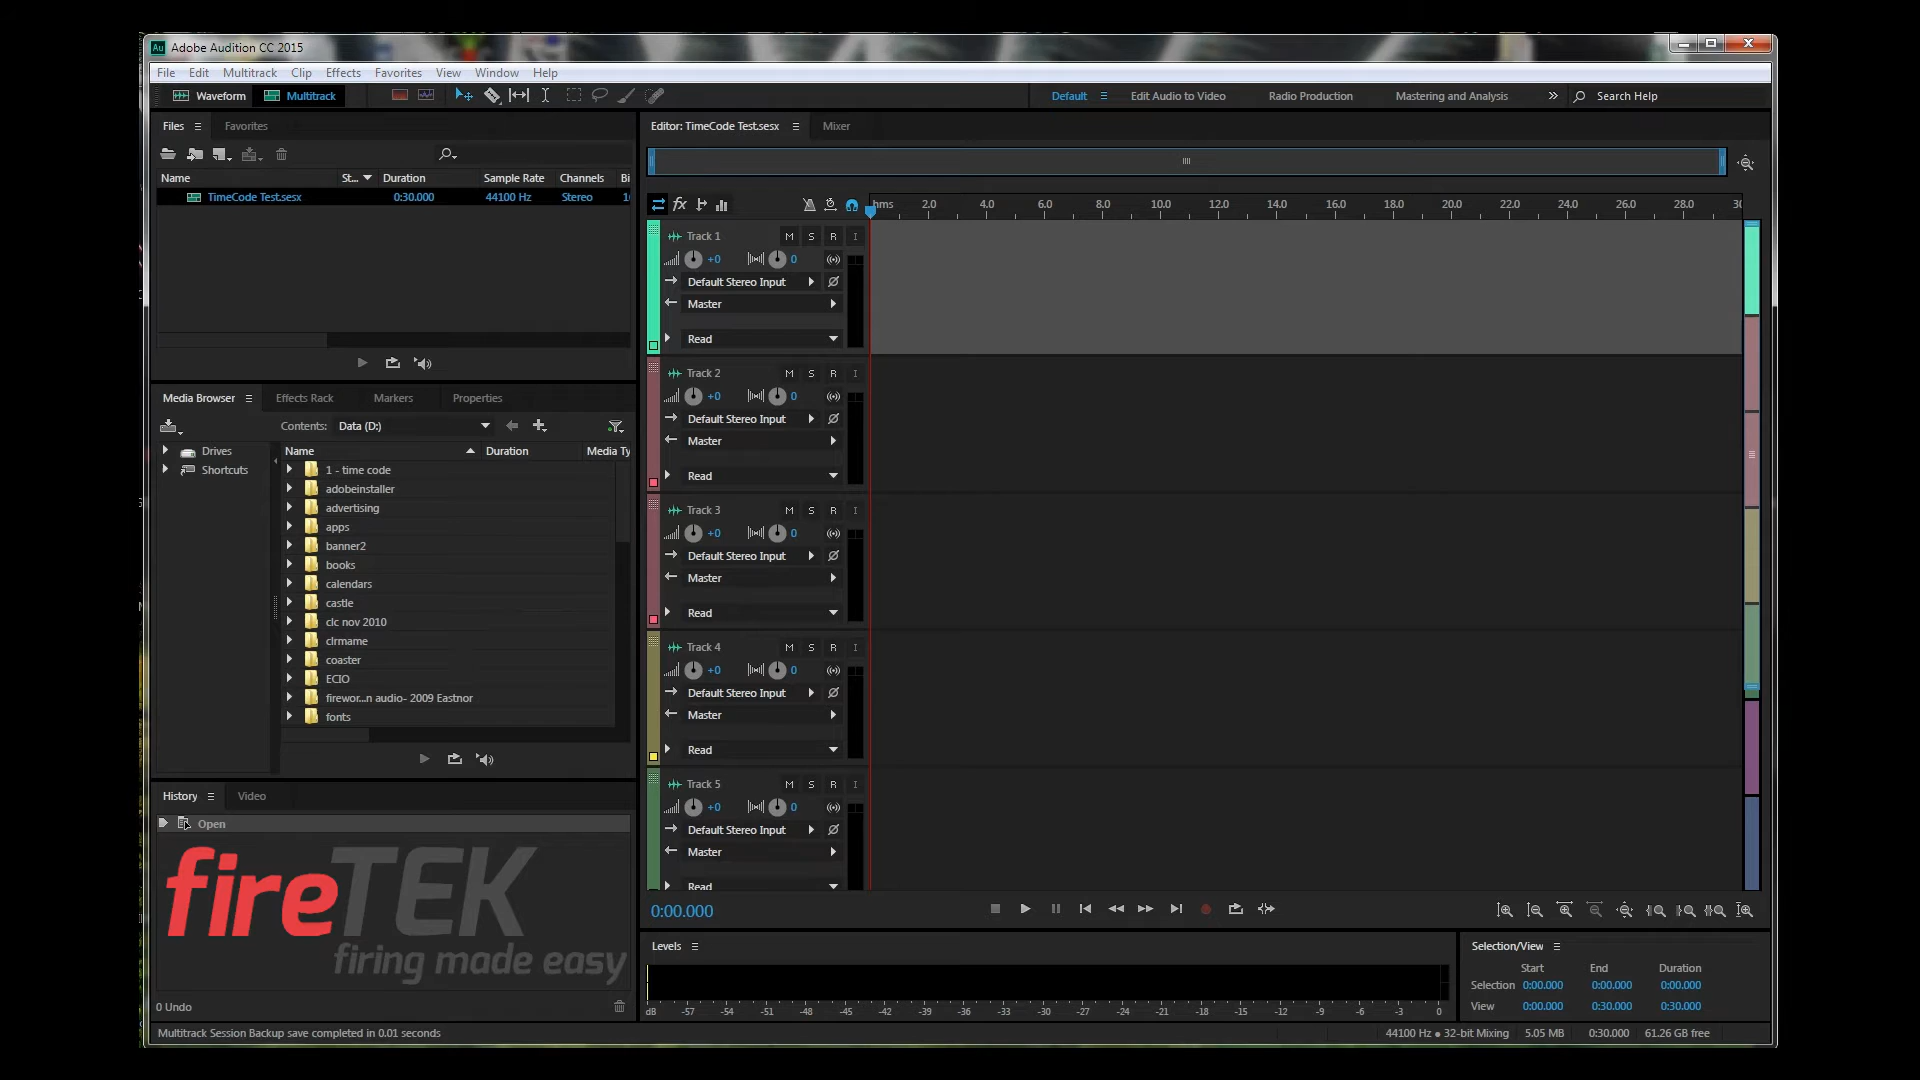 Adobe Audition CC 2015
File Edit Multitrack Clip Effects Favorites View Window Help
Waveform Multitrack Default Edit Audio to Video Radio Production Mastering and Analysis Search Help
Files Favorites
Name St... Duration Sample Rate Channels Bi
TimeCode Test.sesx 0:30.000 44100 Hz Stereo
Media Browser Effects Rack Markers Properties
Contents: Data (D:)
Drives
Shortcuts
Name Duration Media Ty
1 - time code
adobeinstaller
advertising
apps
banner2
books
calendars
castle
clc nov 2010
clrmame
coaster
ECIO
firewor...n audio- 2009 Eastnor
fonts
History Video
Open
fireTEK
firing made easy
0 Undo
Editor: TimeCode Test.sesx Mixer
hms 2.0 4.0 6.0 8.0 10.0 12.0 14.0 16.0 18.0 20.0 22.0 24.0 26.0 28.0 30
Track 1 M S R I
+0 0
Default Stereo Input
Master
Read
Track 2 M S R I
+0 0
Default Stereo Input
Master
Read
Track 3 M S R I
+0 0
Default Stereo Input
Master
Read
Track 4 M S R I
+0 0
Default Stereo Input
Master
Read
Track 5 M S R I
+0 0
Default Stereo Input
Master
Read
0:00.000
Levels
dB -57 -54 -51 -48 -45 -42 -39 -36 -33 -30 -27 -24 -21 -18 -15 -12 -9 -6 -3 0
Selection/View
Start End Duration
Selection 0:00.000 0:00.000 0:00.000
View 0:00.000 0:30.000 0:30.000
Multitrack Session Backup save completed in 0.01 seconds
44100 Hz ● 32-bit Mixing 5.05 MB 0:30.000 61.26 GB free